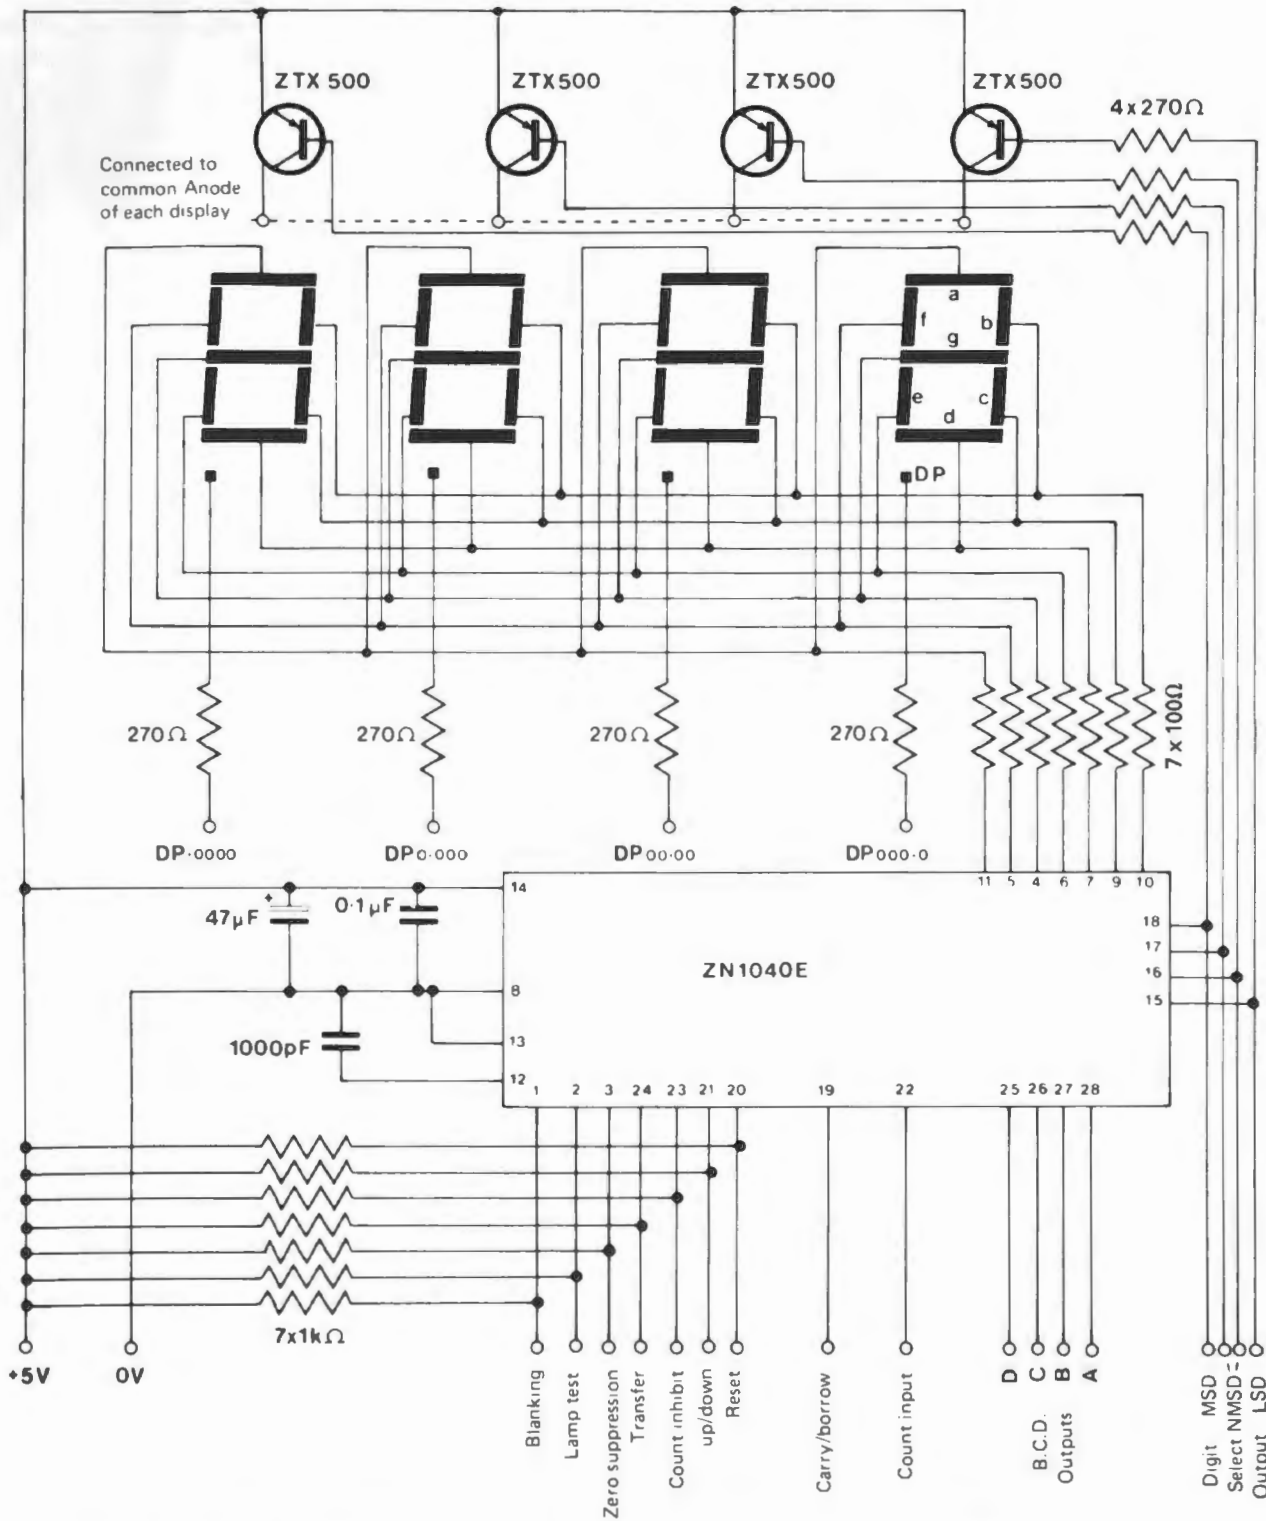 ZTX 500
ZTX500
ZTX500
ZTX500
4x270Ω
Connected to
common Anode
of each display
a
f
b
g
e
c
d
DP
270Ω
270Ω
270Ω
270Ω
7 x 100Ω
DP·0000
DP0·000
DP00·00
DP000·0
11
5
4
6
7
9
10
14
47µF
+
0·1µF
18
17
16
15
ZN1040E
8
13
12
1000pF
1
2
3
24
23
21
20
19
22
25
26
27
28
7x1kΩ
+5V
0V
Blanking
Lamp test
Zero suppression
Transfer
Count inhibit
up/down
Reset
Carry/borrow
Count input
D
C
B
A
B.C.D.
Outputs
Digit MSD
Select NMSD
Output LSD